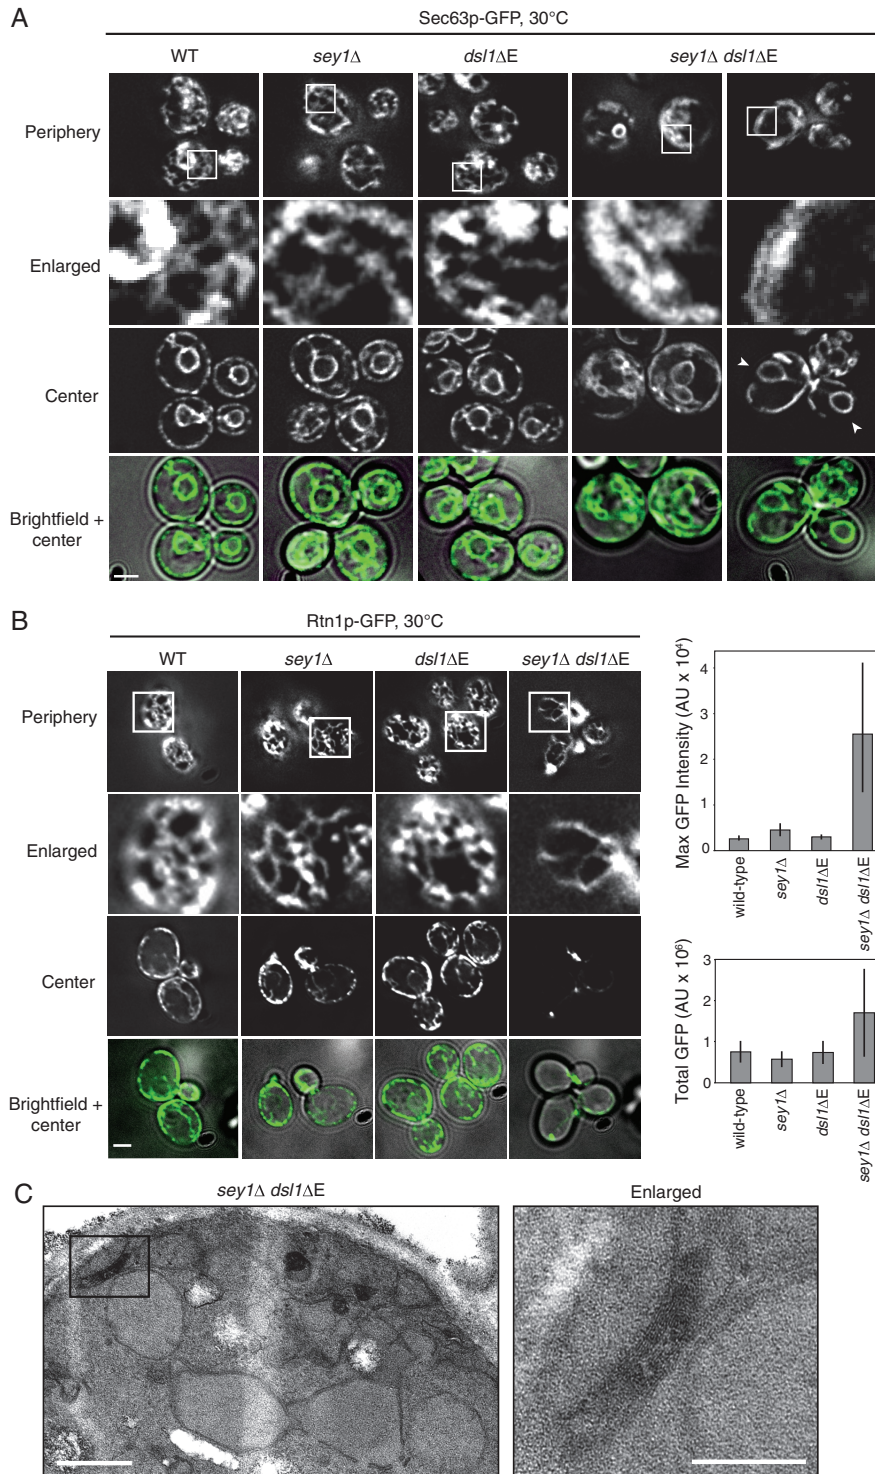 A
Sec63p-GFP, 30°C
WT
sey1Δ
dsl1ΔE
sey1Δ dsl1ΔE
Periphery
Enlarged
Center
Brightfield +
center
B
Rtn1p-GFP, 30°C
WT
sey1Δ
dsl1ΔE
sey1Δ dsl1ΔE
Periphery
Enlarged
Center
Brightfield +
center
Max GFP Intensity (AU x 10⁴)
4
3
2
1
0
wild-type
sey1Δ
dsl1ΔE
sey1Δ dsl1ΔE
Total GFP (AU x 10⁶)
3
2
1
0
wild-type
sey1Δ
dsl1ΔE
sey1Δ dsl1ΔE
C
sey1Δ dsl1ΔE
Enlarged